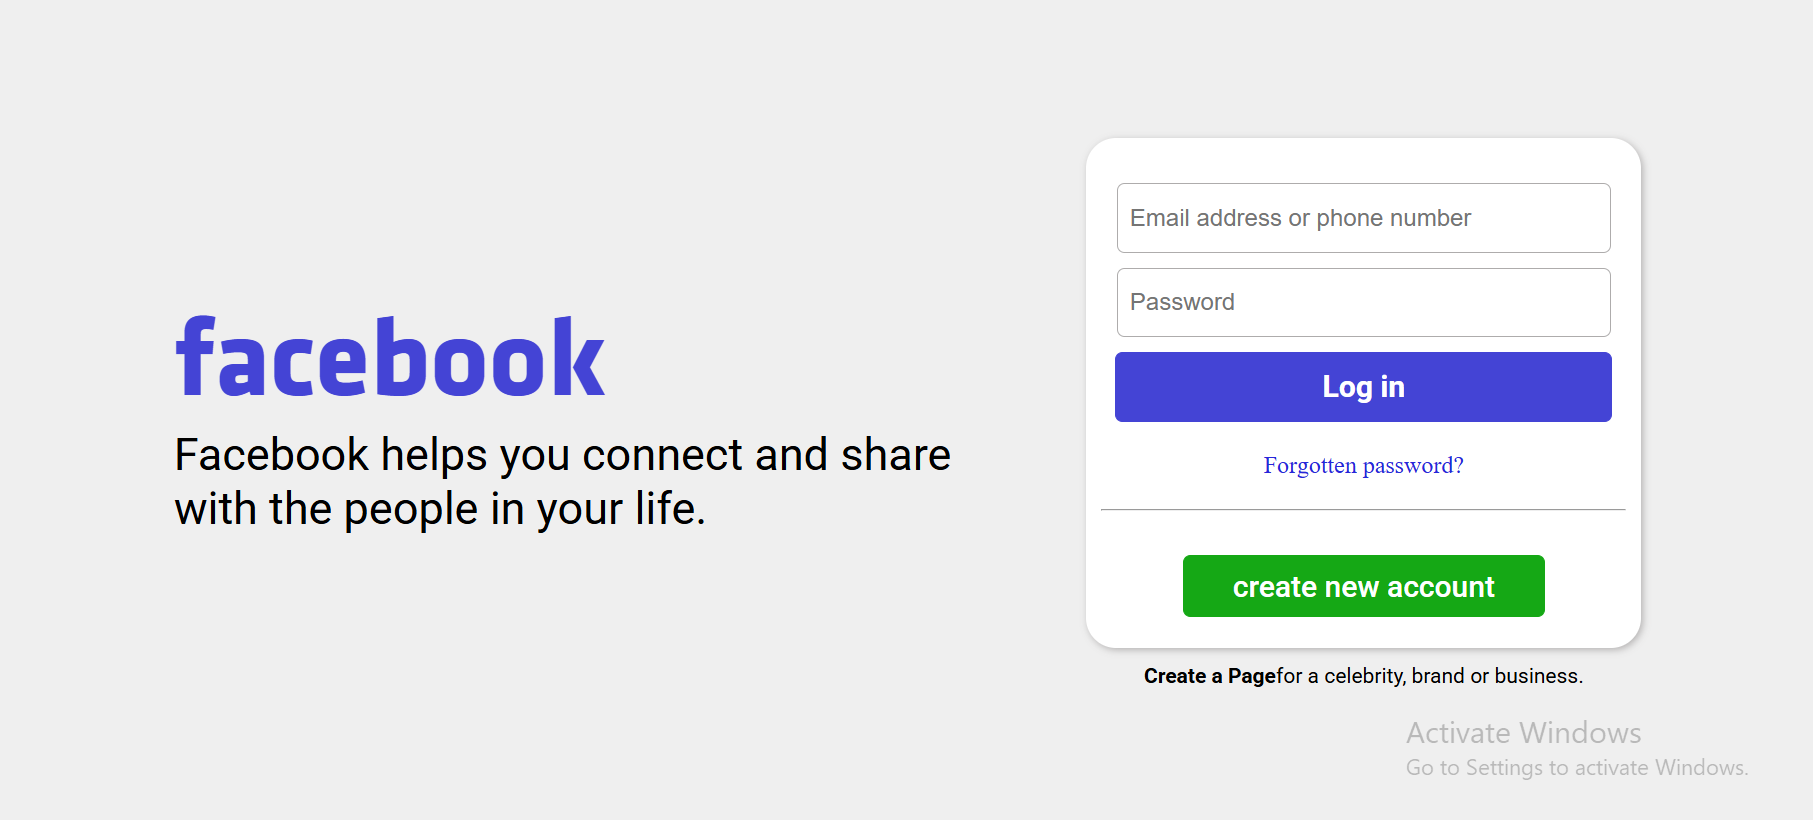 facebook
Facebook helps you connect and share
with the people in your life.
Email address or phone number
Password
Log in
Forgotten password?
create new account
Create a Pagefor a celebrity, brand or business.
Activate Windows
Go to Settings to activate Windows.